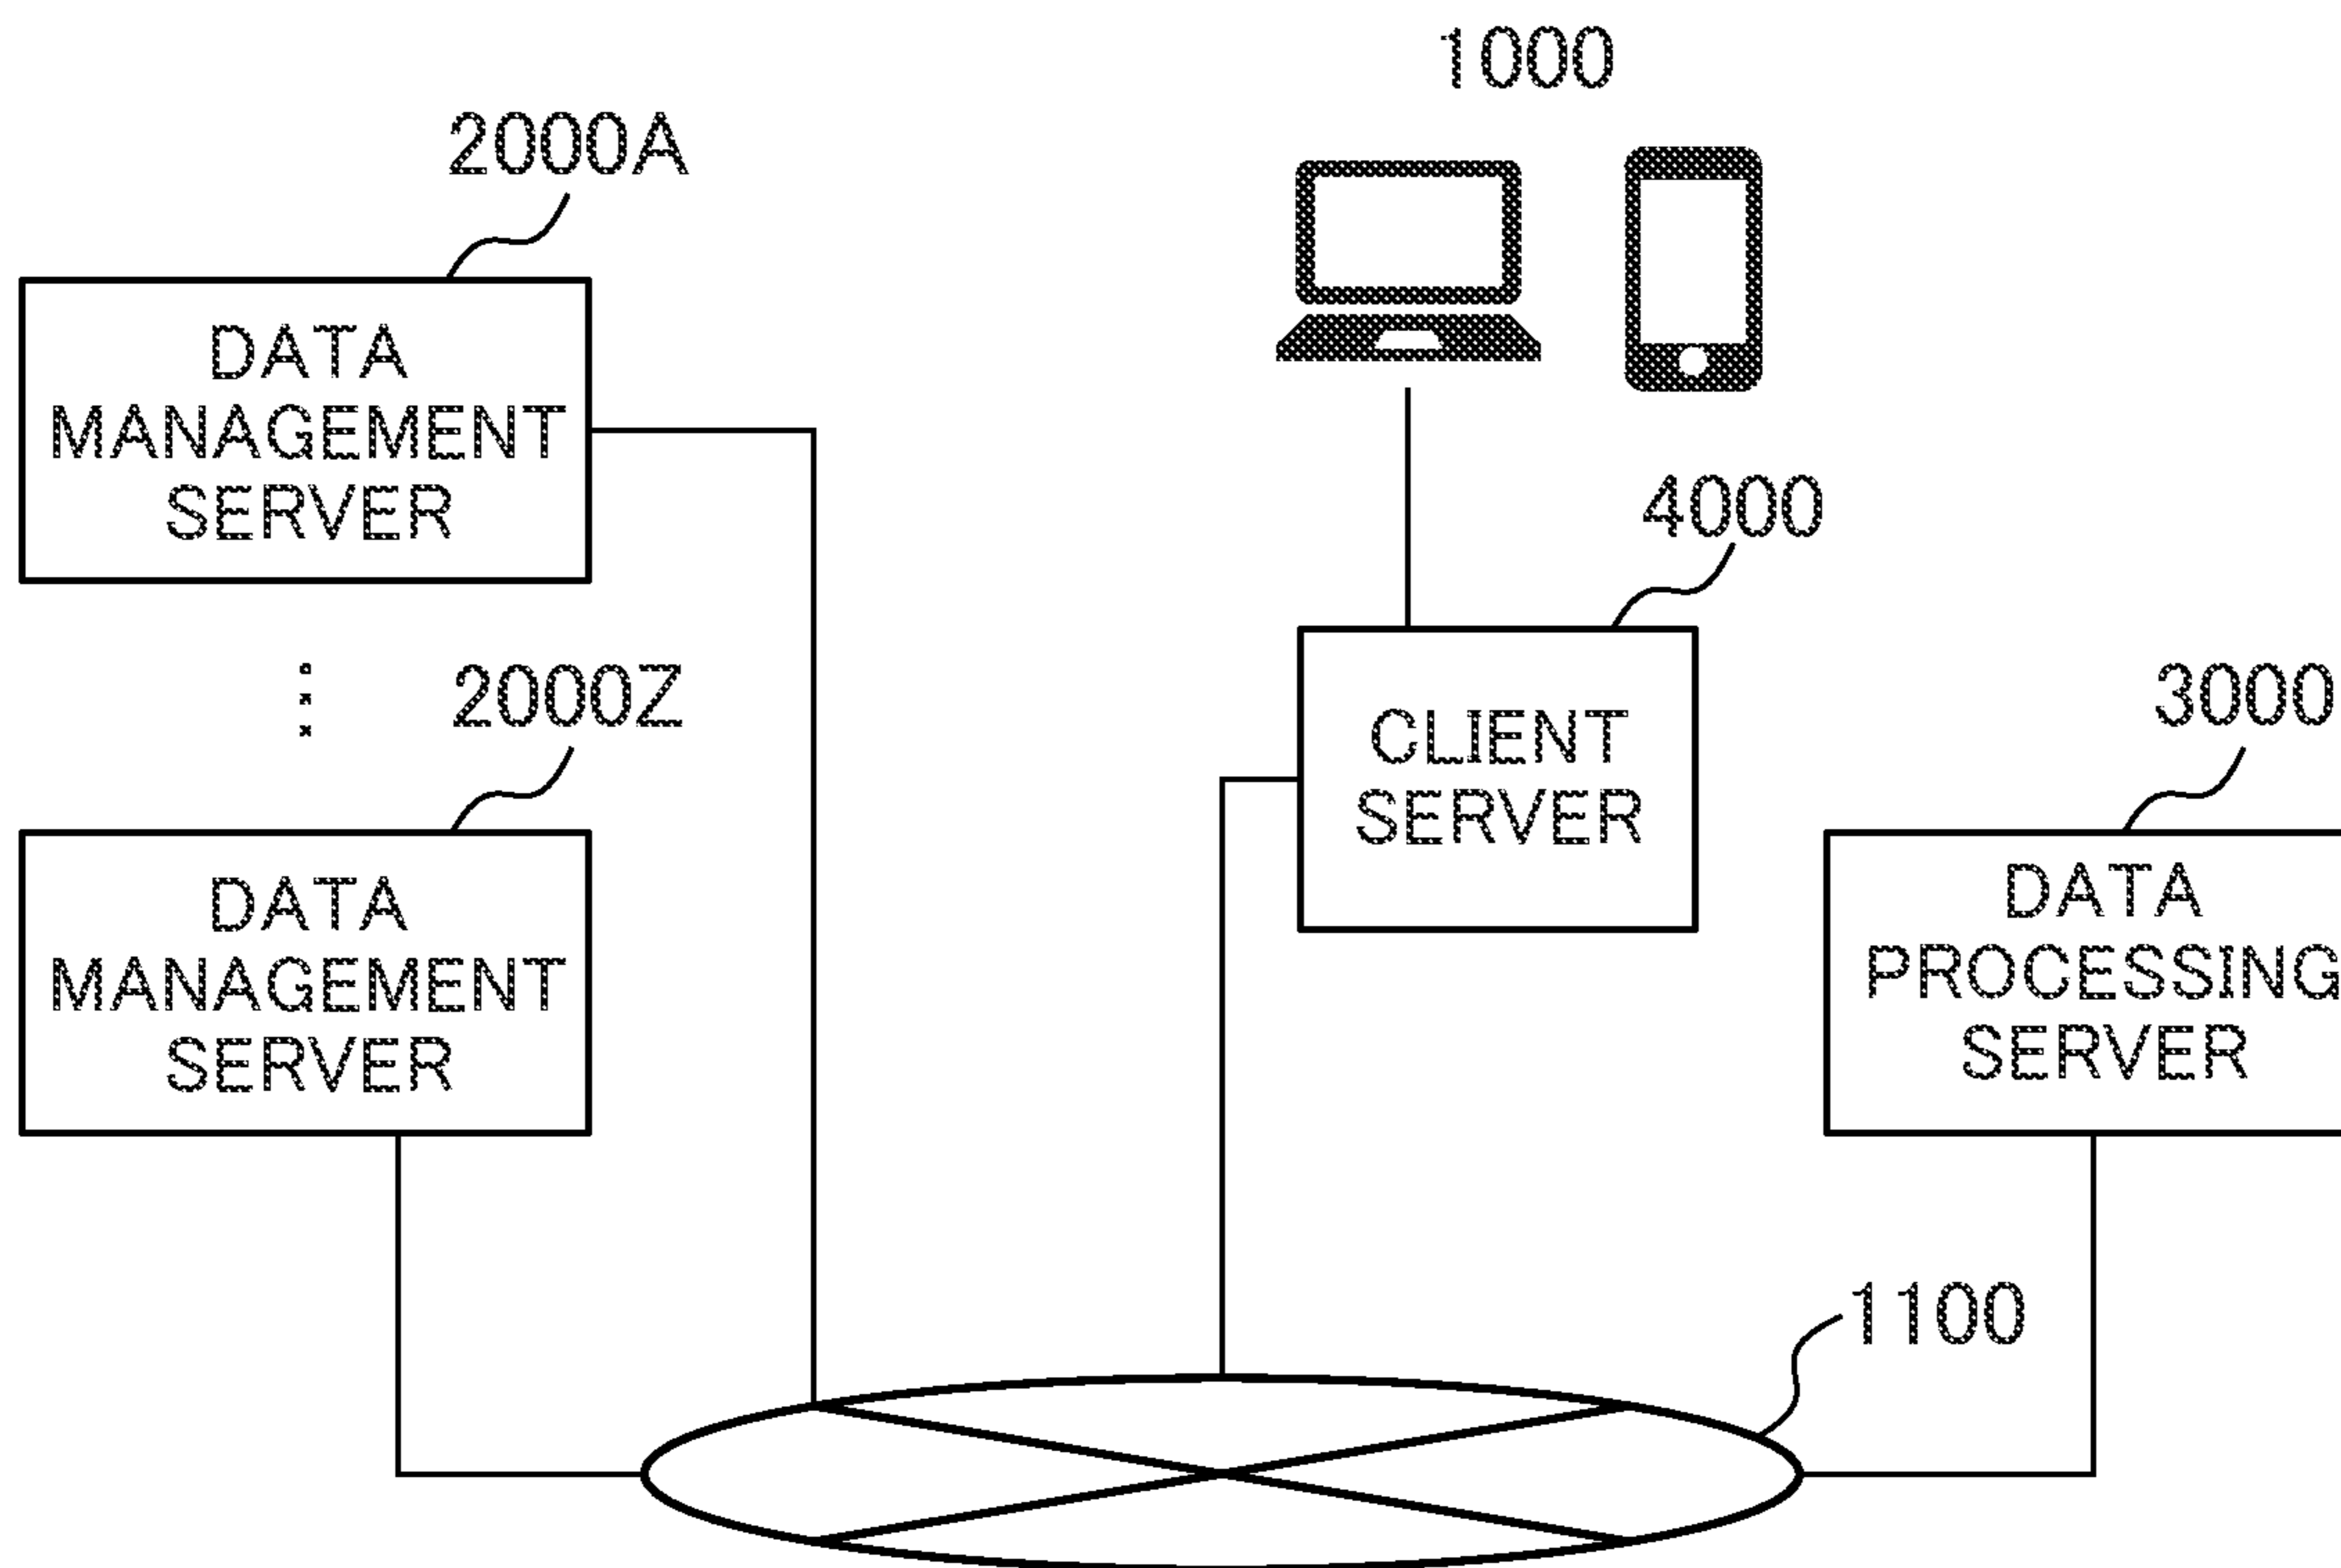 1000
2000A
DATA
MANAGEMENT
SERVER
4000
2000Z
CLIENT
SERVER
3000
DATA
MANAGEMENT
SERVER
DATA
PROCESSING
SERVER
1100